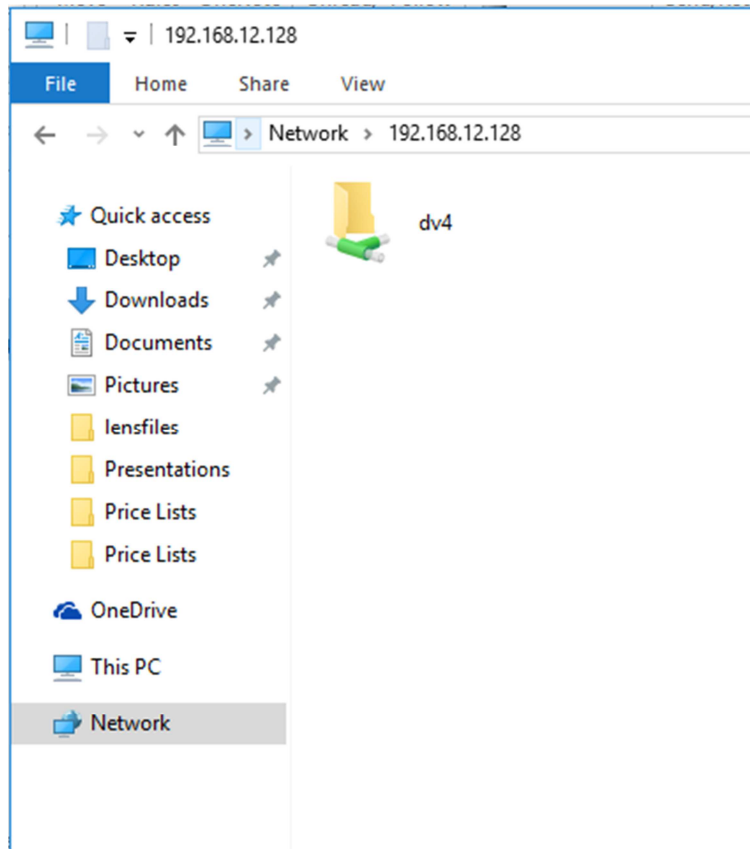 192.168.12.128
File Home Share View
Network > 192.168.12.128
Quick access
Desktop
Downloads
Documents
Pictures
lensfiles
Presentations
Price Lists
Price Lists
OneDrive
This PC
Network
dv4